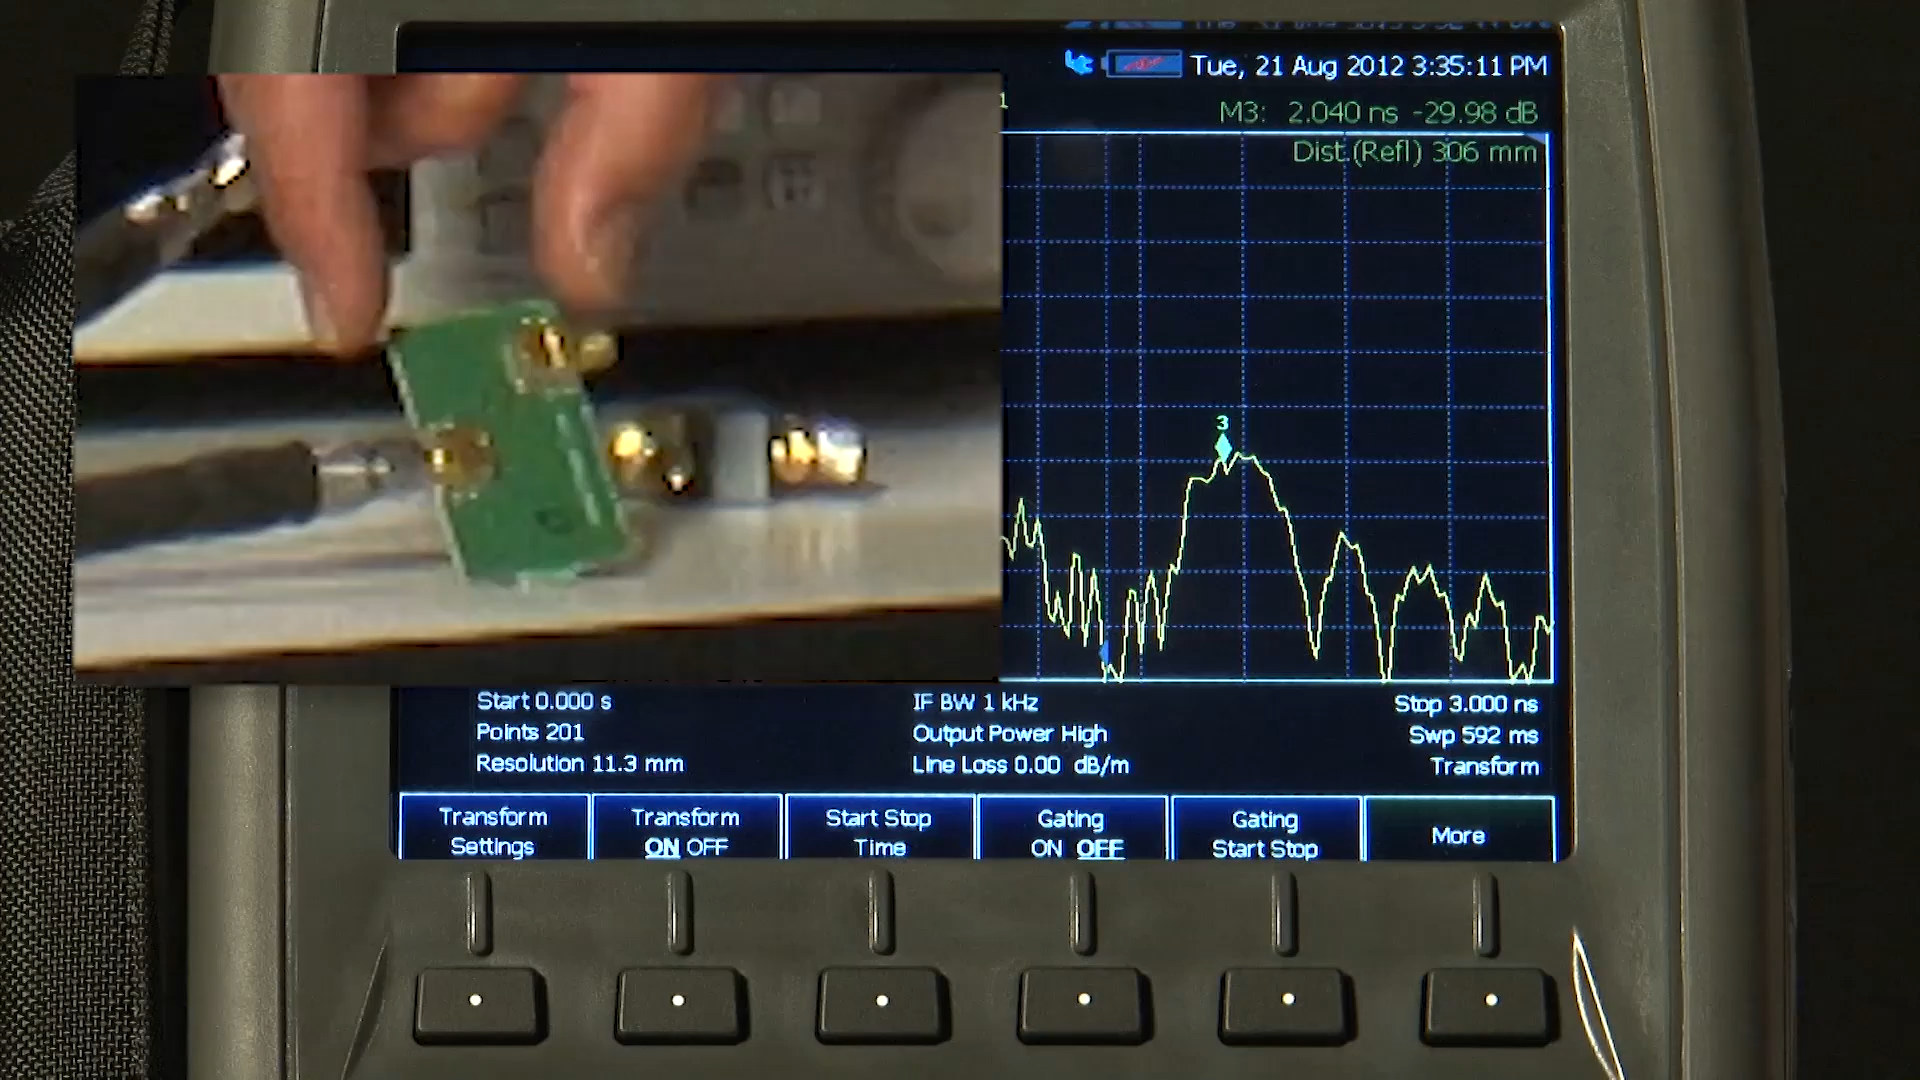 Tue, 21 Aug 2012 3:35:11 PM
1
M3: 2.040 ns -29.98 dB
Dist.(Refl) 306 mm
3
Start 0.000 s
IF BW 1 kHz
Stop 3.000 ns
Points 201
Output Power High
Swp 592 ms
Resolution 11.3 mm
Line Loss 0.00 dB/m
Transform
Transform
Settings
Transform
ON OFF
Start Stop
Time
Gating
ON OFF
Gating
Start Stop
More